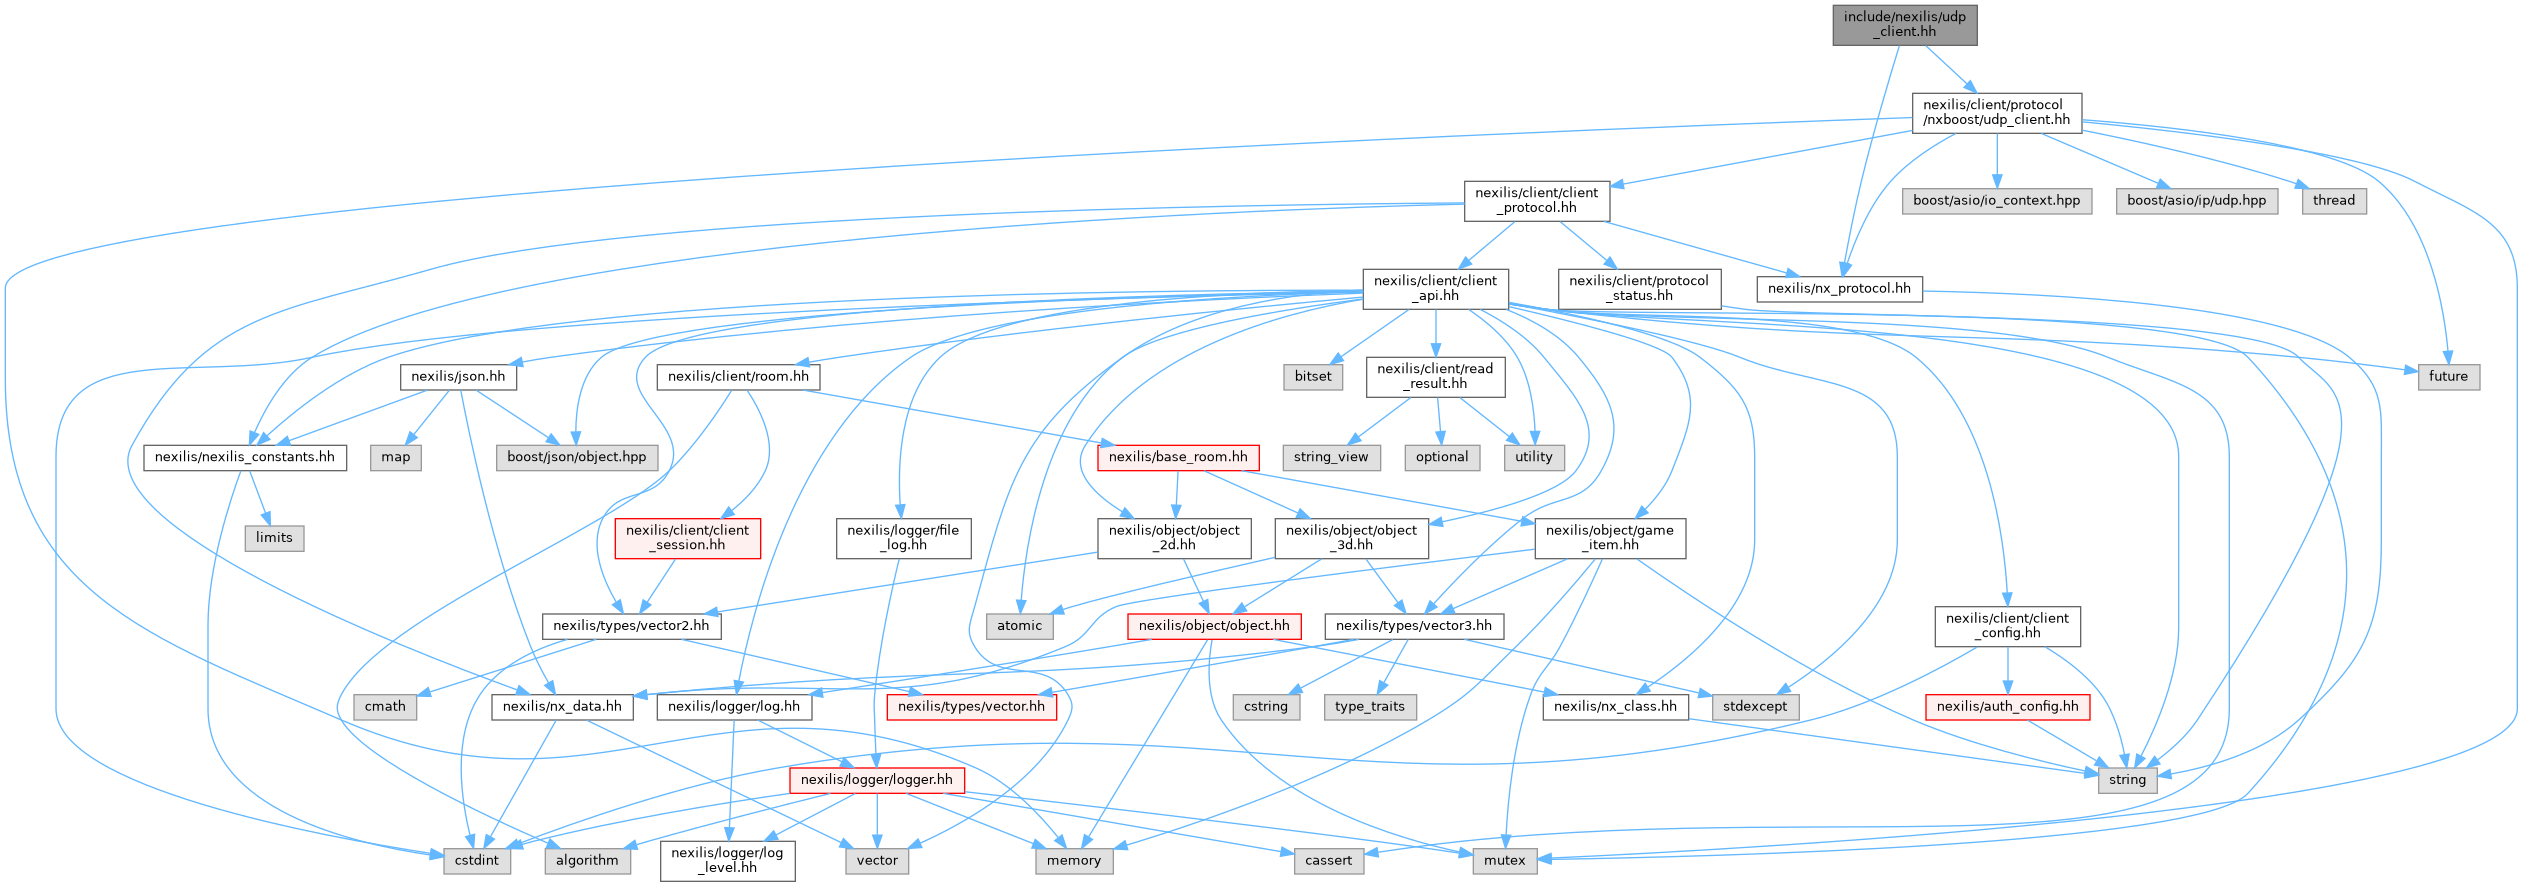 include/nexilis/udp
_client.hh
nexilis/client/protocol
/nxboost/udp_client.hh
nexilis/client/client
_protocol.hh
boost/asio/io_context.hpp
boost/asio/ip/udp.hpp
thread
nexilis/client/client
_api.hh
nexilis/client/protocol
_status.hh
nexilis/nx_protocol.hh
nexilis/json.hh
nexilis/client/room.hh
bitset
nexilis/client/read
_result.hh
future
nexilis/nexilis_constants.hh
map
boost/json/object.hpp
nexilis/base_room.hh
string_view
optional
utility
limits
nexilis/client/client
_session.hh
nexilis/logger/file
_log.hh
nexilis/object/object
_2d.hh
nexilis/object/object
_3d.hh
nexilis/object/game
_item.hh
nexilis/types/vector2.hh
atomic
nexilis/object/object.hh
nexilis/types/vector3.hh
nexilis/client/client
_config.hh
cmath
nexilis/nx_data.hh
nexilis/logger/log.hh
nexilis/types/vector.hh
cstring
type_traits
nexilis/nx_class.hh
stdexcept
nexilis/auth_config.hh
nexilis/logger/logger.hh
string
cstdint
algorithm
nexilis/logger/log
_level.hh
vector
memory
cassert
mutex